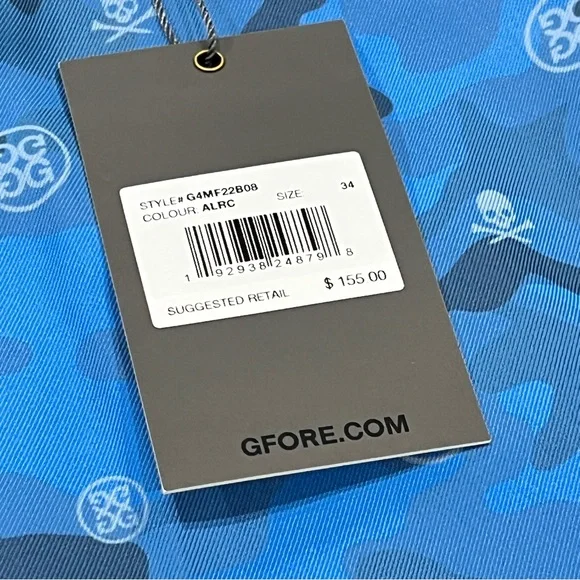 STYLE# G4MF22B08
COLOUR: ALRC SIZE 34
1 92938 24879 8
SUGGESTED RETAIL $ 155.00
GFORE.COM